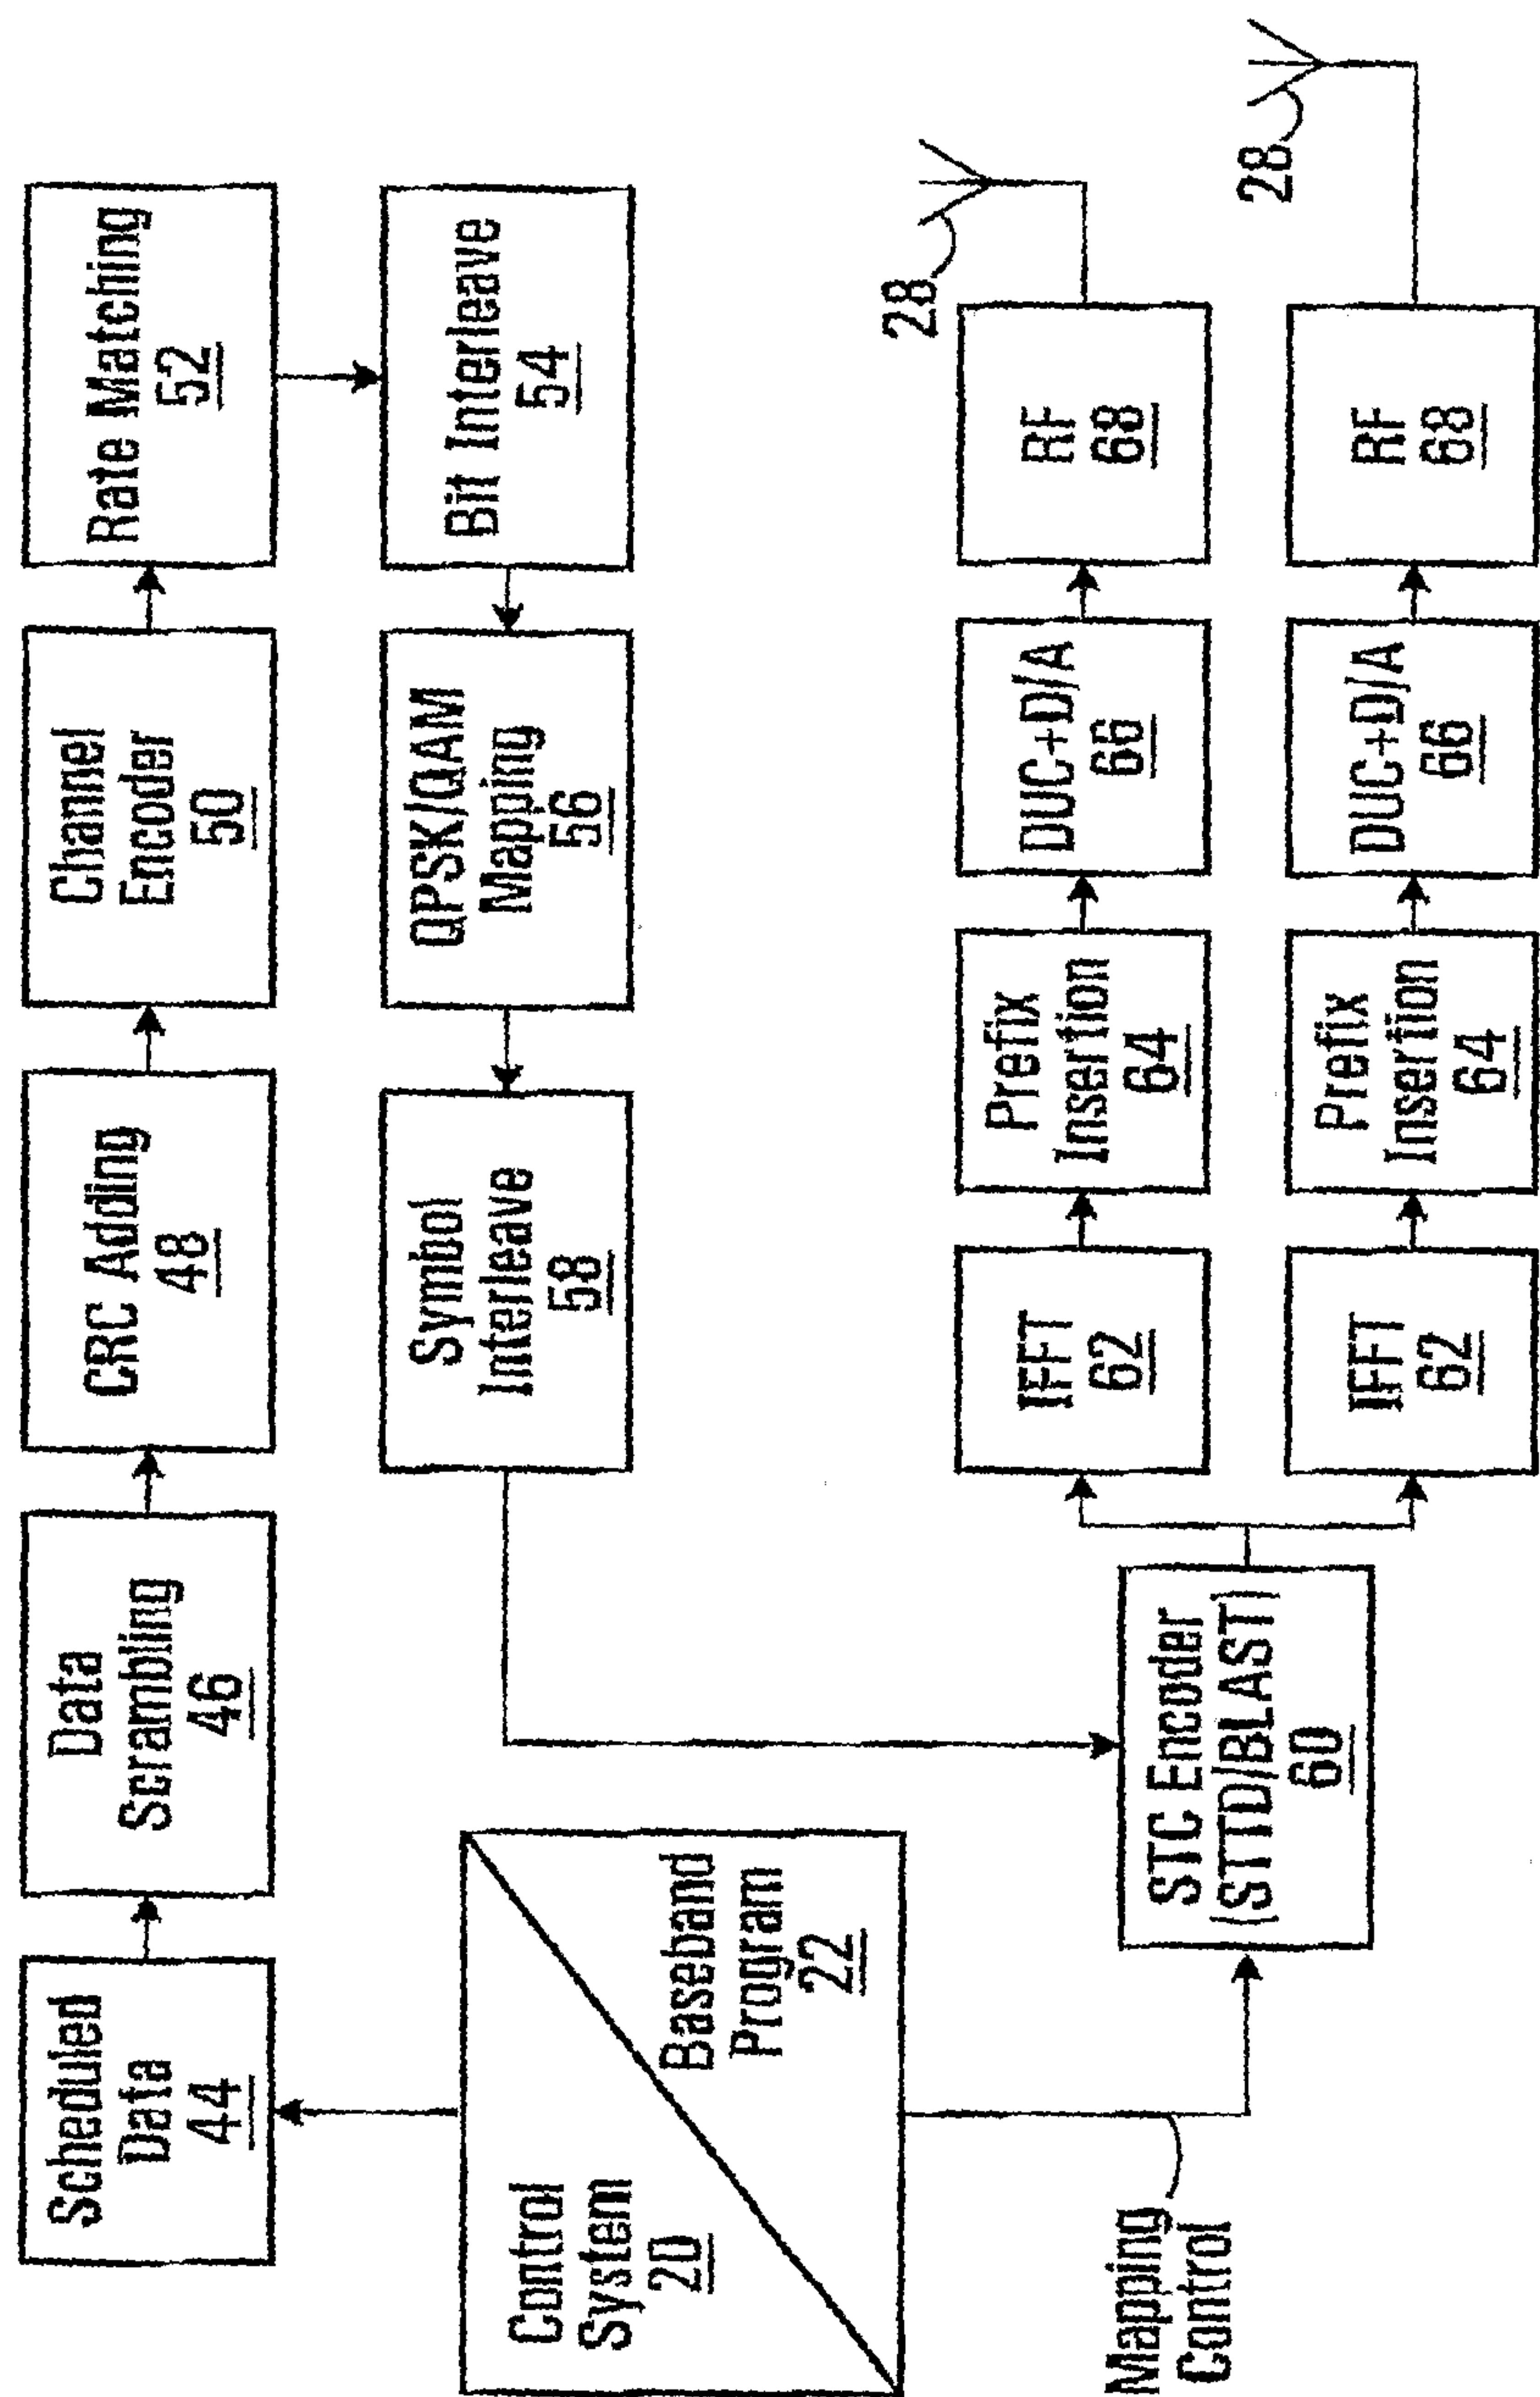 Scheduled
Data
44
Data
Scrambling
46
CRC Adding
48
Channel
Encoder
50
Rate Matching
52
Bit Interleave
54
QPSK/QAM
Mapping
56
Symbol
Interleave
58
Control
System
20
Baseband
Program
22
Mapping
Control
STC Encoder
(STTD/BLAST)
60
IFFT
62
Prefix
Insertion
64
DUC+D/A
66
RF
68
28
IFFT
62
Prefix
Insertion
64
DUC+D/A
66
RF
68
28